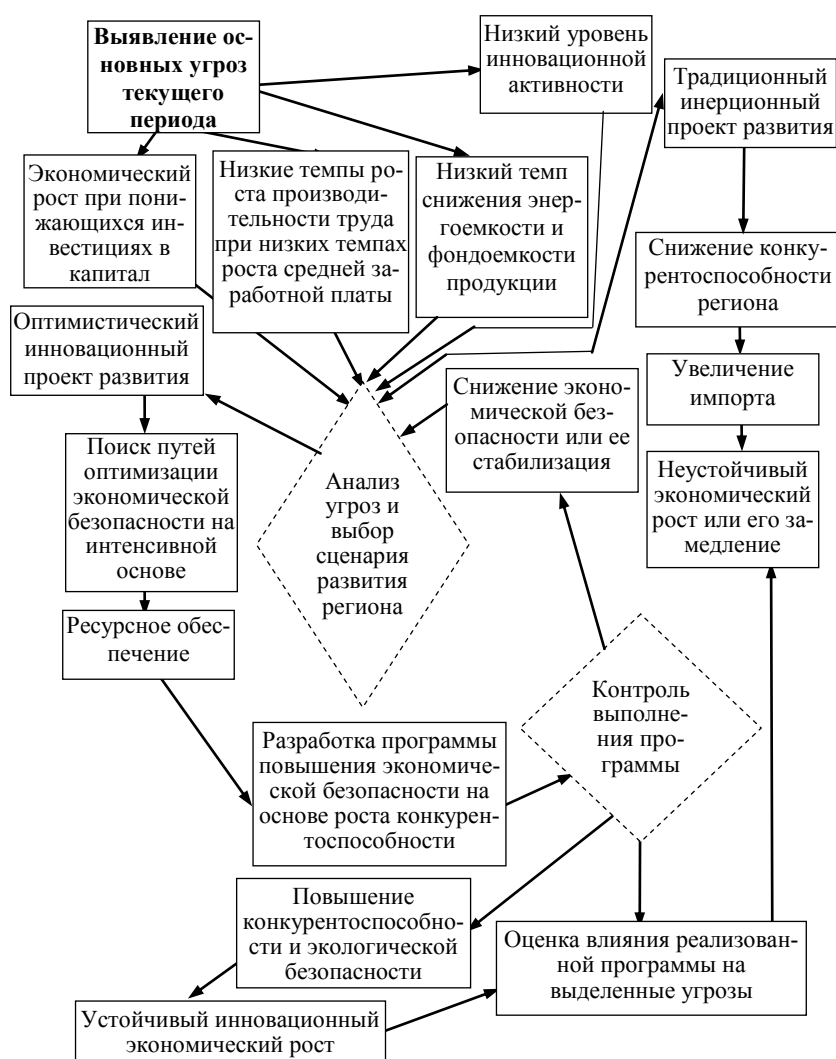 Выявление ос-
новных угроз
текущего
периода
Низкий уровень
инновационной
активности
Традиционный
инерционный
проект развития
Экономический
рост при пони-
жающихся ин-
вестициях в
капитал
Низкие темпы ро-
ста производи-
тельности труда
при низких темпах
роста средней за-
работной платы
Низкий темп
снижения энер-
гоемкости и
фондоемкости
продукции
Снижение конку-
рентоспособности
региона
Оптимистический
инновационный
проект развития
Увеличение
импорта
Снижение эконо-
мической без-
опасности или ее
стабилизация
Поиск путей
оптимизации
экономической
безопасности на
интенсивной
основе
Анализ
угроз и
выбор
сценария
развития
региона
Неустойчивый
экономический
рост или его за-
медление
Ресурсное обес-
печение
Контроль
выполне-
ния про-
граммы
Разработка программы
повышения экономиче-
ской безопасности на
основе роста конкурен-
тоспособности
Повышение
конкурентоспособно-
сти и экологической
безопасности
Оценка влияния реализован-
ной программы на
выделенные угрозы
Устойчивый инновационный
экономический рост